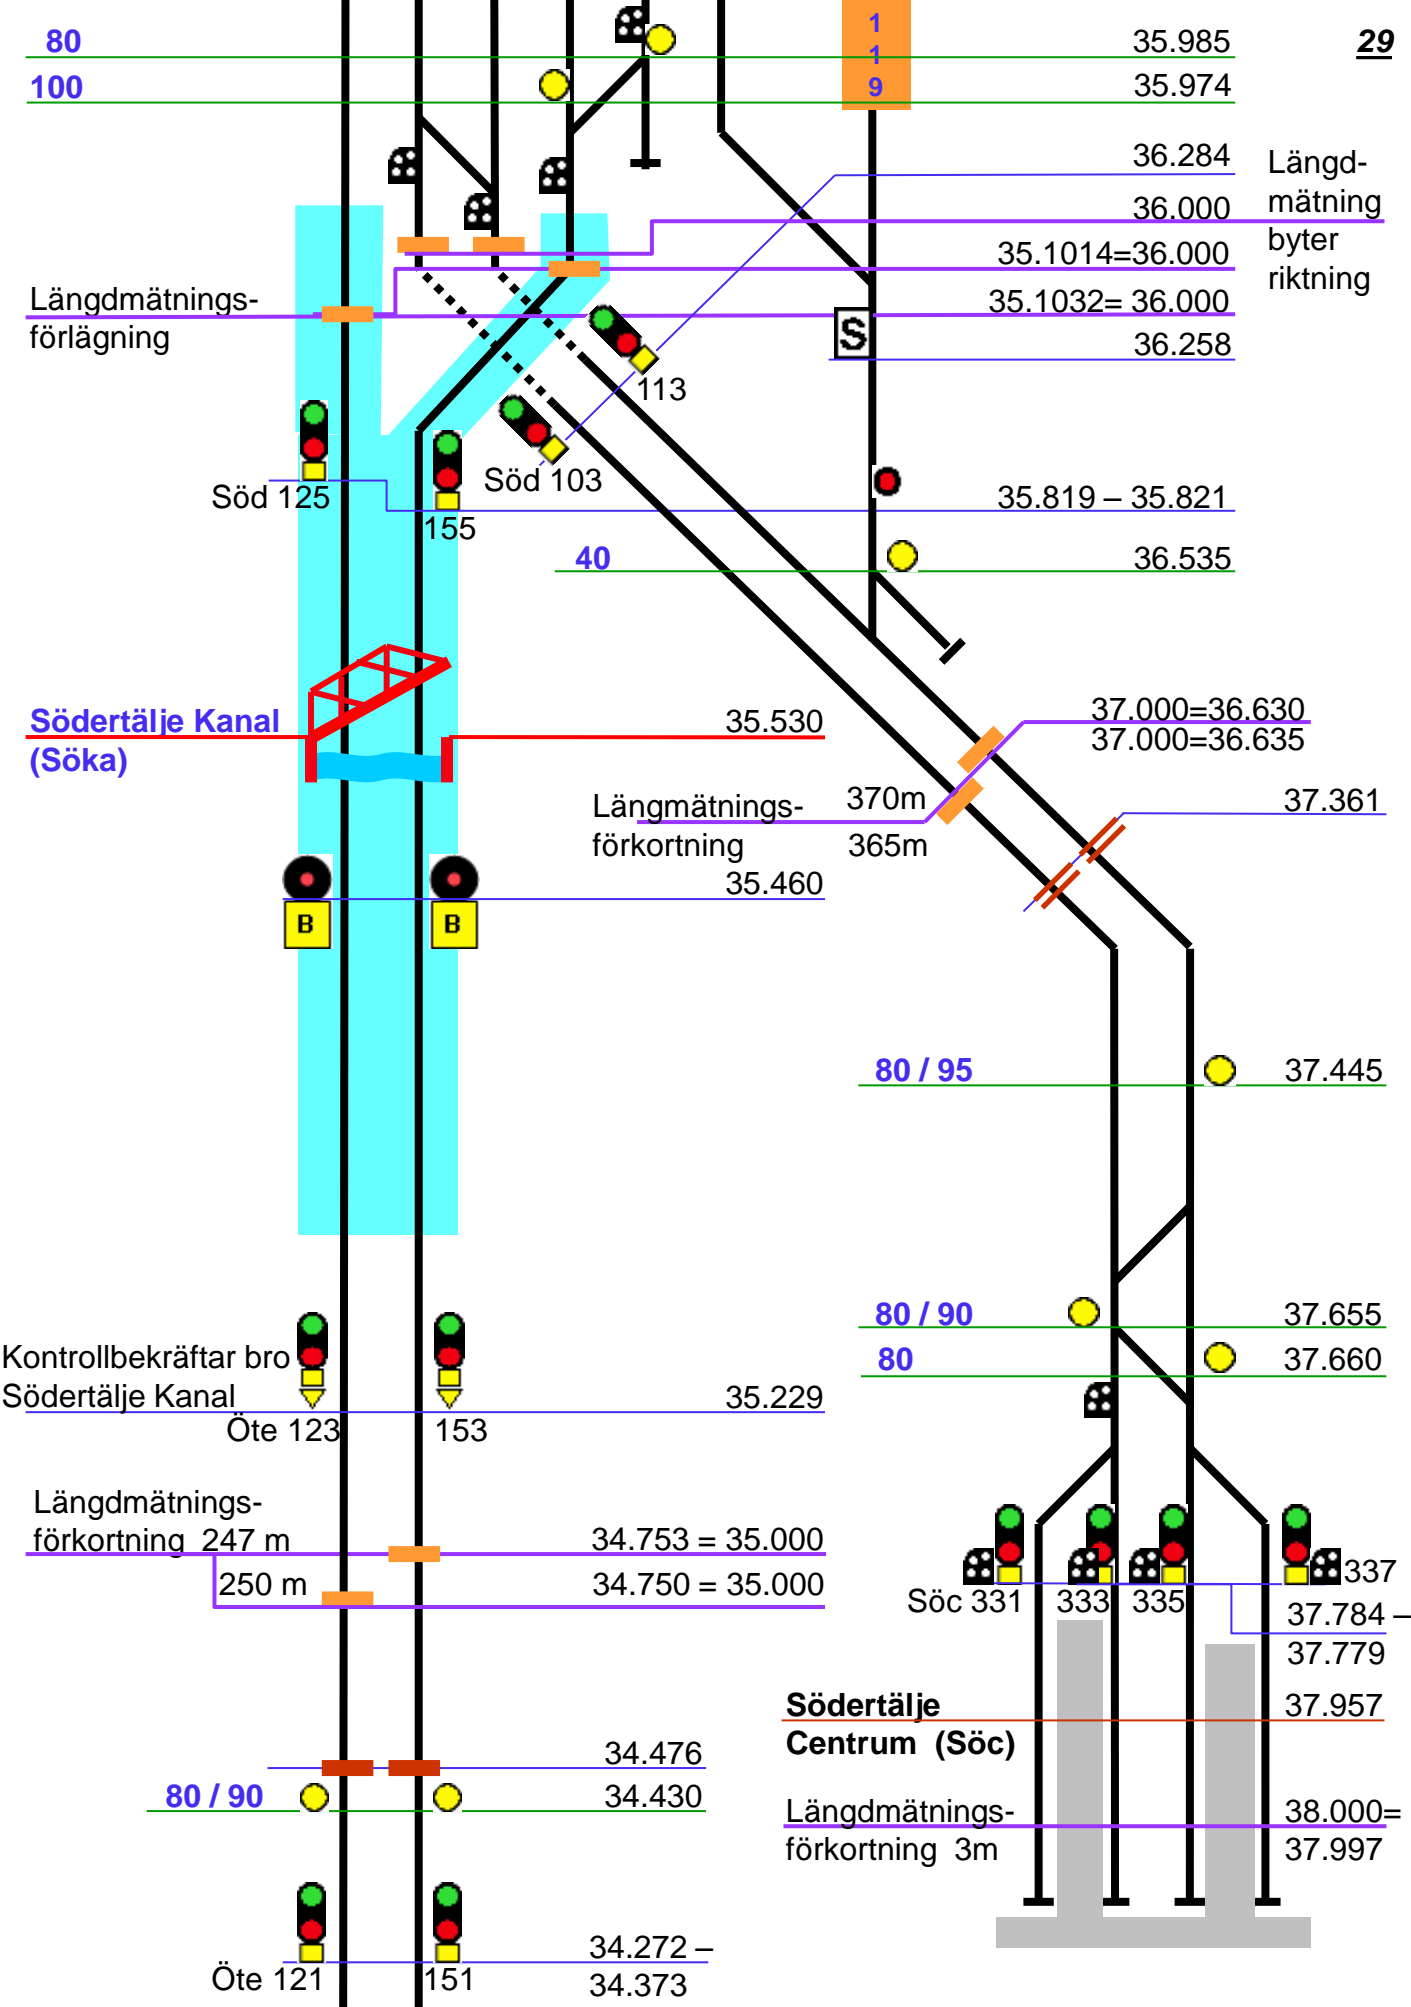 80
35.985
29
100
35.974
1
1
9
36.284
Längd-
mätning
byter
riktning
36.000
35.1014=36.000
Längdmätnings-
förlägning
35.1032= 36.000
S
36.258
113
Söd 103
Söd 125
155
35.819 – 35.821
40
36.535
Södertälje Kanal
(Söka)
35.530
37.000=36.630
37.000=36.635
Längmätnings-
förkortning
370m
365m
37.361
35.460
B
B
80 / 95
37.445
80 / 90
37.655
80
37.660
Kontrollbekräftar bro
Södertälje Kanal
35.229
Öte 123
153
Längdmätnings-
förkortning 247 m
34.753 = 35.000
250 m
34.750 = 35.000
337
Söc 331
333
335
37.784 –
37.779
Södertälje
Centrum (Söc)
37.957
34.476
80 / 90
34.430
Längdmätnings-
förkortning 3m
38.000=
37.997
34.272 –
34.373
Öte 121
151